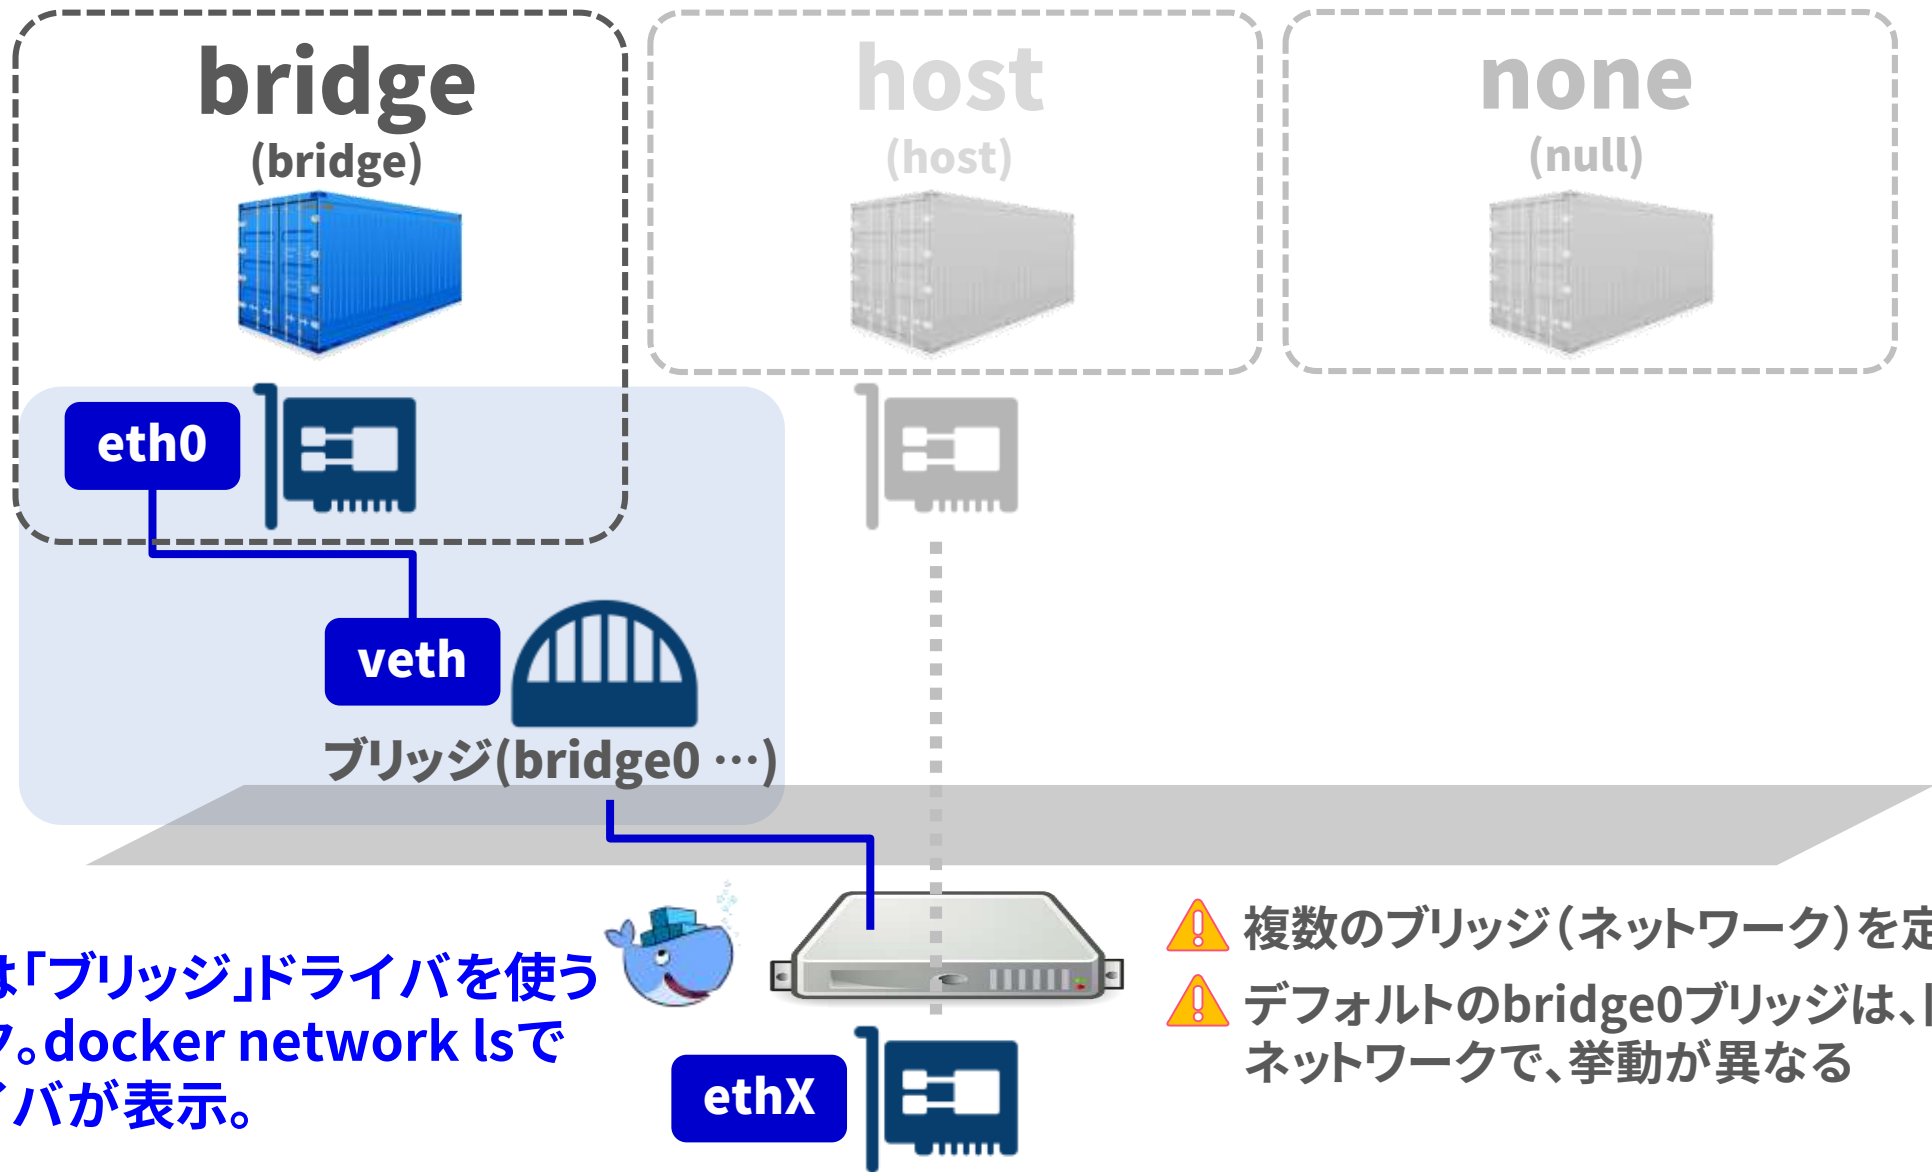 bridge
(bridge)
host
(host)
none
(null)
eth0
veth
ブリッジ(bridge0 …)
は「ブリッジ」ドライバを使う
ク。docker network lsで
イバが表示。
ethX
複数のブリッジ（ネットワーク）を定
デフォルトのbridge0ブリッジは、
ネットワークで、挙動が異なる